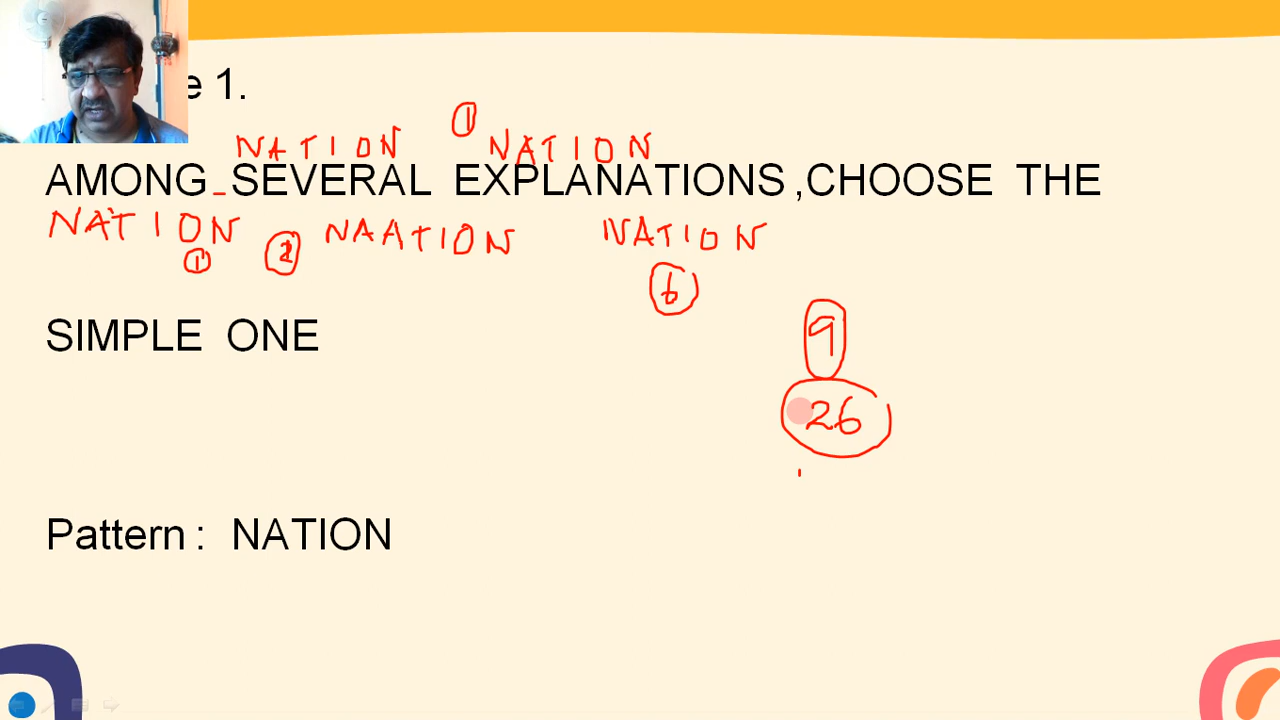 e 1.
NATION ① NATION
AMONG SEVERAL EXPLANATIONS ,CHOOSE THE
NATION NAATION NATION
① 6
SIMPLE ONE
9
26
Pattern : NATION